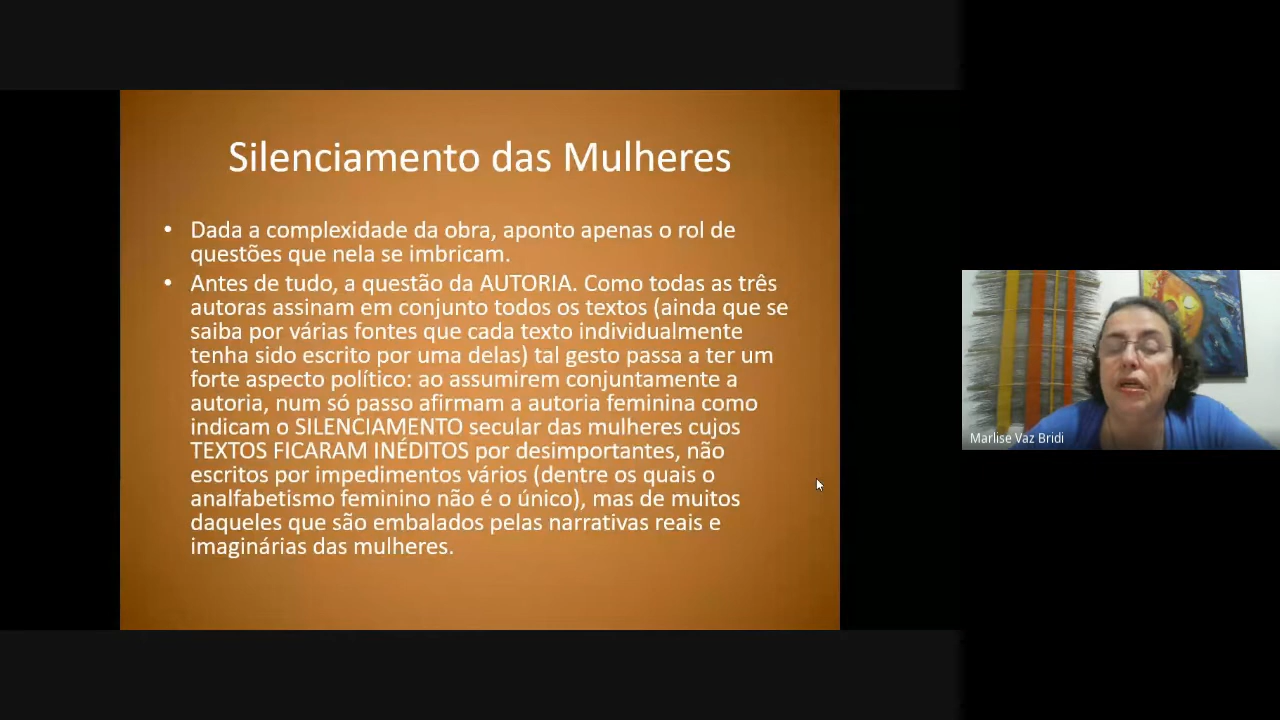 Silenciamento das Mulheres
• Dada a complexidade da obra, aponto apenas o rol de
questões que nela se imbricam.
• Antes de tudo, a questão da AUTORIA. Como todas as três
autoras assinam em conjunto todos os textos (ainda que se
saiba por várias fontes que cada texto individualmente
tenha sido escrito por uma delas) tal gesto passa a ter um
forte aspecto político: ao assumirem conjuntamente a
autoria, num só passo afirmam a autoria feminina como
indicam o SILENCIAMENTO secular das mulheres cujos
TEXTOS FICARAM INÉDITOS por desimportantes, não
escritos por impedimentos vários (dentre os quais o
analfabetismo feminino não é o único), mas de muitos
daqueles que são embalados pelas narrativas reais e
imaginárias das mulheres.
Marlise Vaz Bridi